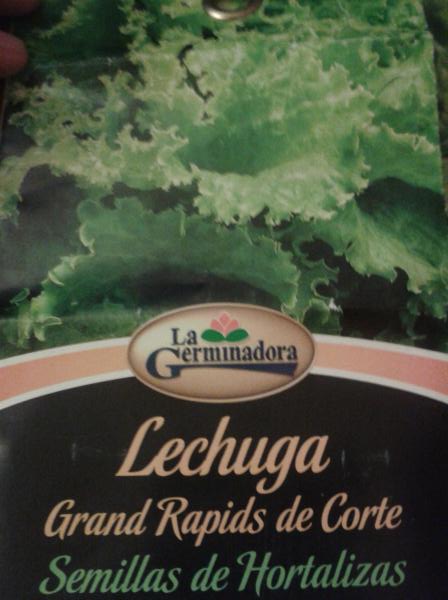 La
Germinadora
Lechuga
Grand Rapids de Corte
Semillas de Hortalizas